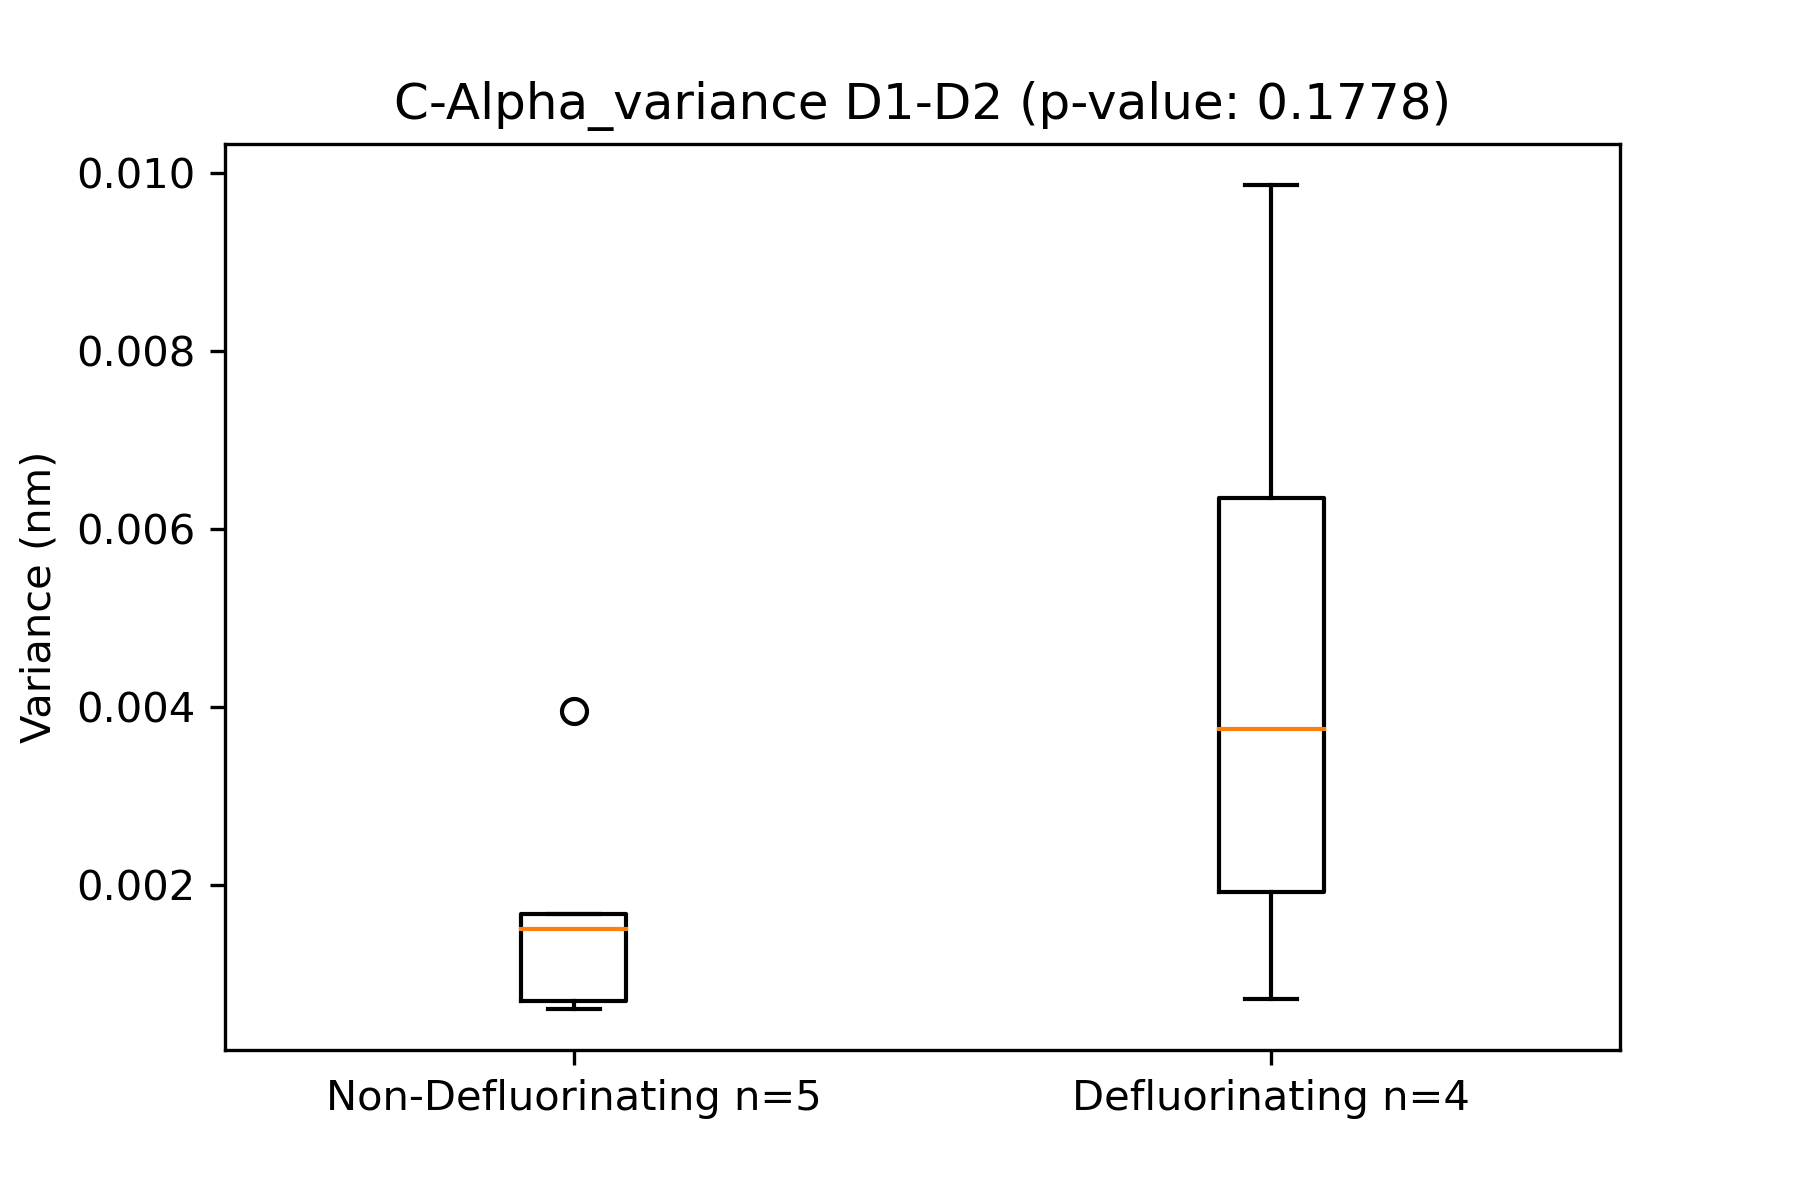 C-Alpha_variance D1-D2 (p-value: 0.1778)
0.010
0.008
0.006
0.004
0.002
Variance (nm)
Non-Defluorinating n=5
Defluorinating n=4